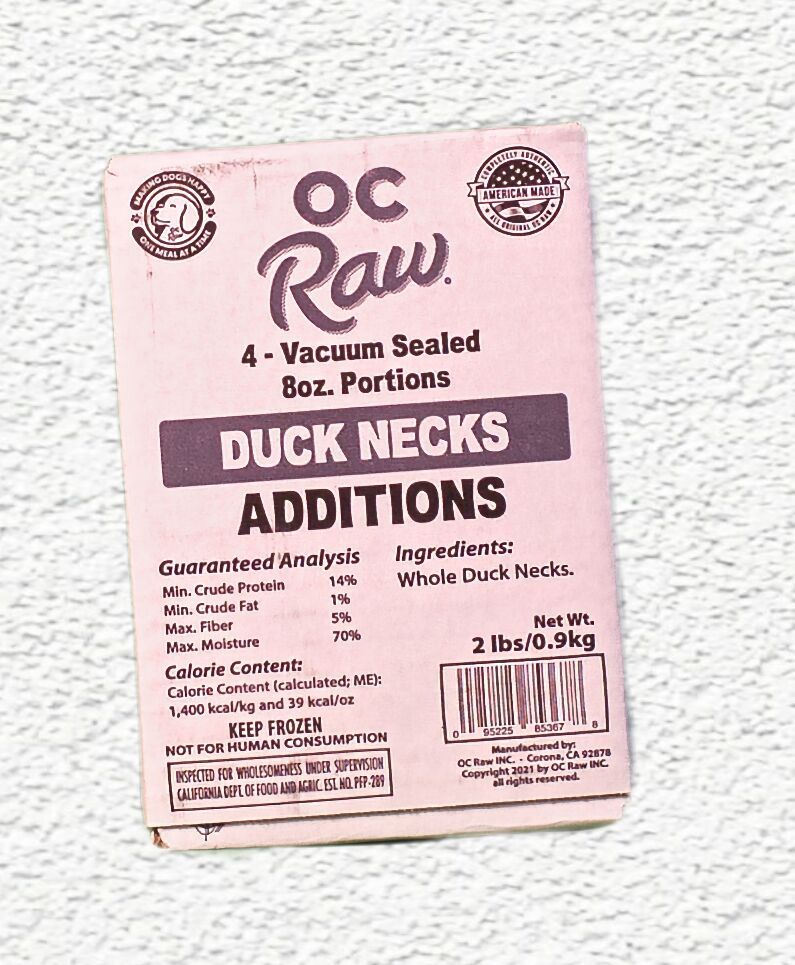 MAKING DOGS HAPPY
ONE MEAL AT A TIME
COMPLETELY AUTHENTIC
AMERICAN MADE
ALL ORIGINAL OC RAW
OC
Raw.
4 - Vacuum Sealed
8oz. Portions
DUCK NECKS
ADDITIONS
Guaranteed Analysis
Min. Crude Protein 14%
Min. Crude Fat 1%
Max. Fiber 5%
Max. Moisture 70%
Ingredients:
Whole Duck Necks.
Calorie Content:
Calorie Content (calculated; ME):
1,400 kcal/kg and 39 kcal/oz
KEEP FROZEN
NOT FOR HUMAN CONSUMPTION
INSPECTED FOR WHOLESOMENESS UNDER SUPERVISION
CALIFORNIA DEPT. OF FOOD AND AGRIC. EST. NO. PFP-289
Net Wt.
2 lbs/0.9kg
0 95225 85367 8
Manufactured by:
OC Raw INC. - Corona, CA 92878
Copyright 2021 by OC Raw INC.
all rights reserved.